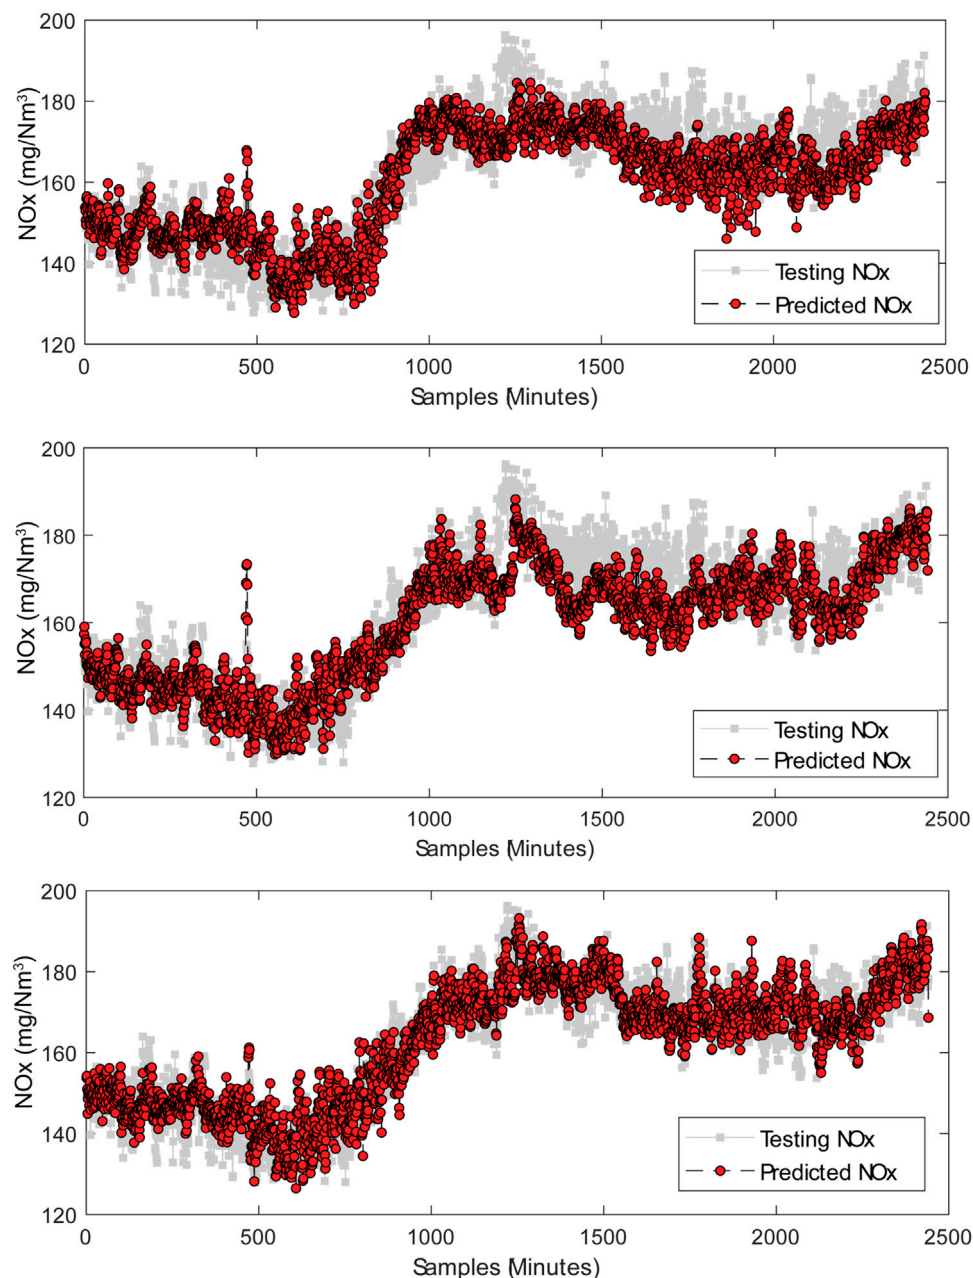 200
180
160
140
120
NOx (mg/Nm³)
0 500 1000 1500 2000 2500
Samples (Minutes)
Testing NOx
Predicted NOx
200
180
160
140
120
NOx (mg/Nm³)
0 500 1000 1500 2000 2500
Samples (Minutes)
Testing NOx
Predicted NOx
200
180
160
140
120
NOx (mg/Nm³)
0 500 1000 1500 2000 2500
Samples (Minutes)
Testing NOx
Predicted NOx